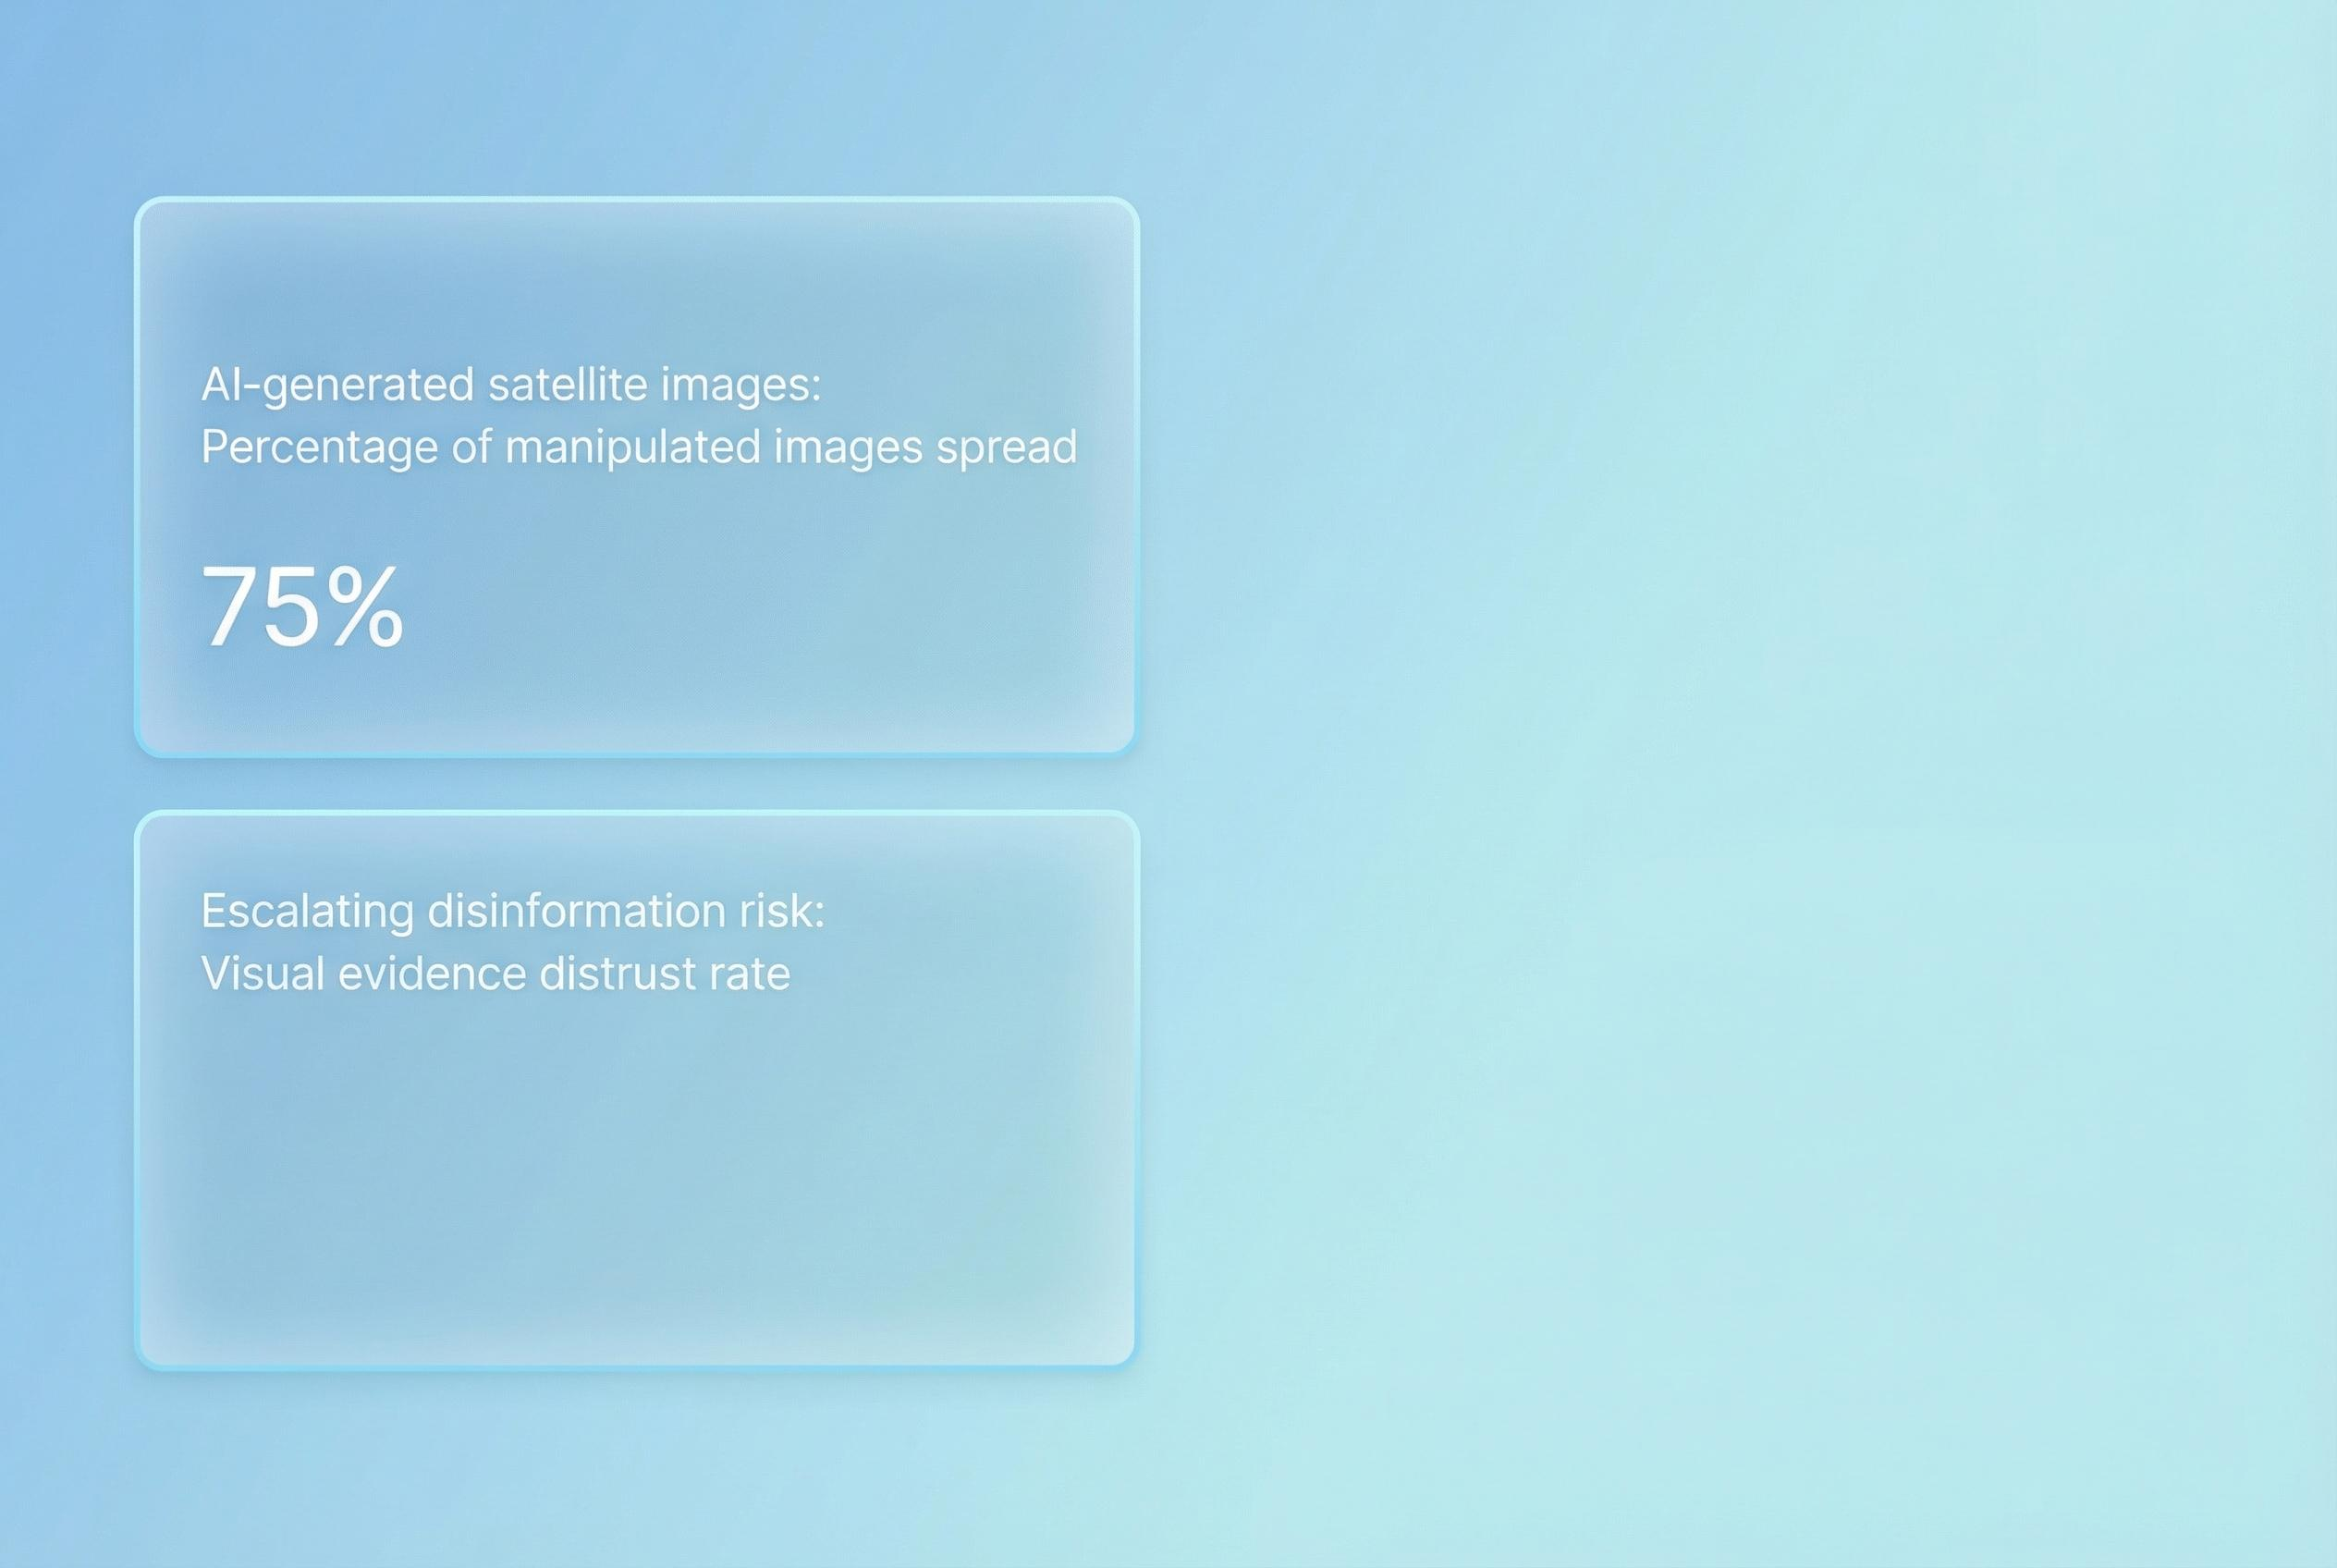 AI-generated satellite images:
Percentage of manipulated images spread
75%
Escalating disinformation risk:
Visual evidence distrust rate